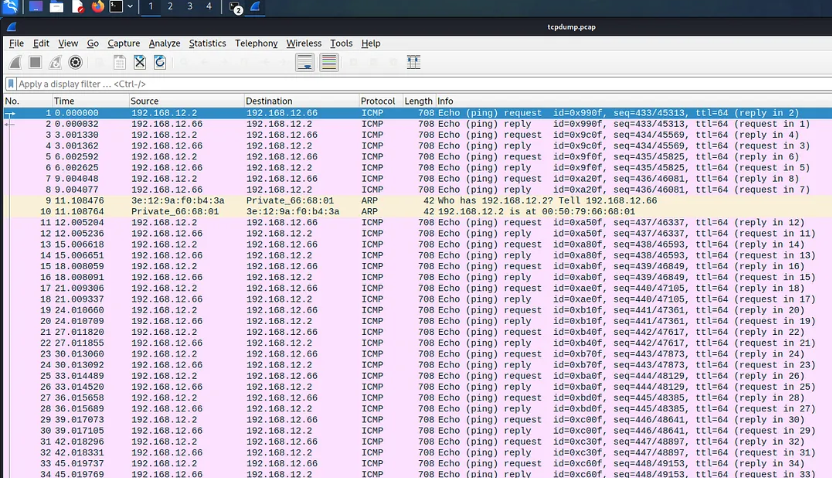 1 2 3 4 2
tcpdump.pcap
File Edit View Go Capture Analyze Statistics Telephony Wireless Tools Help
Apply a display filter ... <Ctrl-/>
No. Time Source Destination Protocol Length Info
1 0.000000 192.168.12.2 192.168.12.66 ICMP 708 Echo (ping) request id=0x990f, seq=433/45313, ttl=64 (reply in 2)
2 0.000032 192.168.12.66 192.168.12.2 ICMP 708 Echo (ping) reply id=0x990f, seq=433/45313, ttl=64 (request in 1)
3 3.001330 192.168.12.2 192.168.12.66 ICMP 708 Echo (ping) request id=0x9c0f, seq=434/45569, ttl=64 (reply in 4)
4 3.001362 192.168.12.66 192.168.12.2 ICMP 708 Echo (ping) reply id=0x9c0f, seq=434/45569, ttl=64 (request in 3)
5 6.002592 192.168.12.2 192.168.12.66 ICMP 708 Echo (ping) request id=0x9f0f, seq=435/45825, ttl=64 (reply in 6)
6 6.002625 192.168.12.66 192.168.12.2 ICMP 708 Echo (ping) reply id=0x9f0f, seq=435/45825, ttl=64 (request in 5)
7 9.004048 192.168.12.2 192.168.12.66 ICMP 708 Echo (ping) request id=0xa20f, seq=436/46081, ttl=64 (reply in 8)
8 9.004077 192.168.12.66 192.168.12.2 ICMP 708 Echo (ping) reply id=0xa20f, seq=436/46081, ttl=64 (request in 7)
9 11.108476 3e:12:9a:f0:b4:3a Private_66:68:01 ARP 42 Who has 192.168.12.2? Tell 192.168.12.66
10 11.108764 Private_66:68:01 3e:12:9a:f0:b4:3a ARP 42 192.168.12.2 is at 00:50:79:66:68:01
11 12.005204 192.168.12.2 192.168.12.66 ICMP 708 Echo (ping) request id=0xa50f, seq=437/46337, ttl=64 (reply in 12)
12 12.005236 192.168.12.66 192.168.12.2 ICMP 708 Echo (ping) reply id=0xa50f, seq=437/46337, ttl=64 (request in 11)
13 15.006618 192.168.12.2 192.168.12.66 ICMP 708 Echo (ping) request id=0xa80f, seq=438/46593, ttl=64 (reply in 14)
14 15.006651 192.168.12.66 192.168.12.2 ICMP 708 Echo (ping) reply id=0xa80f, seq=438/46593, ttl=64 (request in 13)
15 18.008059 192.168.12.2 192.168.12.66 ICMP 708 Echo (ping) request id=0xab0f, seq=439/46849, ttl=64 (reply in 16)
16 18.008091 192.168.12.66 192.168.12.2 ICMP 708 Echo (ping) reply id=0xab0f, seq=439/46849, ttl=64 (request in 15)
17 21.009306 192.168.12.2 192.168.12.66 ICMP 708 Echo (ping) request id=0xae0f, seq=440/47105, ttl=64 (reply in 18)
18 21.009337 192.168.12.66 192.168.12.2 ICMP 708 Echo (ping) reply id=0xae0f, seq=440/47105, ttl=64 (request in 17)
19 24.010660 192.168.12.2 192.168.12.66 ICMP 708 Echo (ping) request id=0xb10f, seq=441/47361, ttl=64 (reply in 20)
20 24.010709 192.168.12.66 192.168.12.2 ICMP 708 Echo (ping) reply id=0xb10f, seq=441/47361, ttl=64 (request in 19)
21 27.011820 192.168.12.2 192.168.12.66 ICMP 708 Echo (ping) request id=0xb40f, seq=442/47617, ttl=64 (reply in 22)
22 27.011855 192.168.12.66 192.168.12.2 ICMP 708 Echo (ping) reply id=0xb40f, seq=442/47617, ttl=64 (request in 21)
23 30.013060 192.168.12.2 192.168.12.66 ICMP 708 Echo (ping) request id=0xb70f, seq=443/47873, ttl=64 (reply in 24)
24 30.013092 192.168.12.66 192.168.12.2 ICMP 708 Echo (ping) reply id=0xb70f, seq=443/47873, ttl=64 (request in 23)
25 33.014489 192.168.12.2 192.168.12.66 ICMP 708 Echo (ping) request id=0xba0f, seq=444/48129, ttl=64 (reply in 26)
26 33.014520 192.168.12.66 192.168.12.2 ICMP 708 Echo (ping) reply id=0xba0f, seq=444/48129, ttl=64 (request in 25)
27 36.015658 192.168.12.2 192.168.12.66 ICMP 708 Echo (ping) request id=0xbd0f, seq=445/48385, ttl=64 (reply in 28)
28 36.015689 192.168.12.66 192.168.12.2 ICMP 708 Echo (ping) reply id=0xbd0f, seq=445/48385, ttl=64 (request in 27)
29 39.017073 192.168.12.2 192.168.12.66 ICMP 708 Echo (ping) request id=0xc00f, seq=446/48641, ttl=64 (reply in 30)
30 39.017105 192.168.12.66 192.168.12.2 ICMP 708 Echo (ping) reply id=0xc00f, seq=446/48641, ttl=64 (request in 29)
31 42.018296 192.168.12.2 192.168.12.66 ICMP 708 Echo (ping) request id=0xc30f, seq=447/48897, ttl=64 (reply in 32)
32 42.018331 192.168.12.66 192.168.12.2 ICMP 708 Echo (ping) reply id=0xc30f, seq=447/48897, ttl=64 (request in 31)
33 45.019737 192.168.12.2 192.168.12.66 ICMP 708 Echo (ping) request id=0xc60f, seq=448/49153, ttl=64 (reply in 34)
34 45.019769 192.168.12.66 192.168.12.2 ICMP 708 Echo (ping) reply id=0xc60f, seq=448/49153, ttl=64 (request in 33)